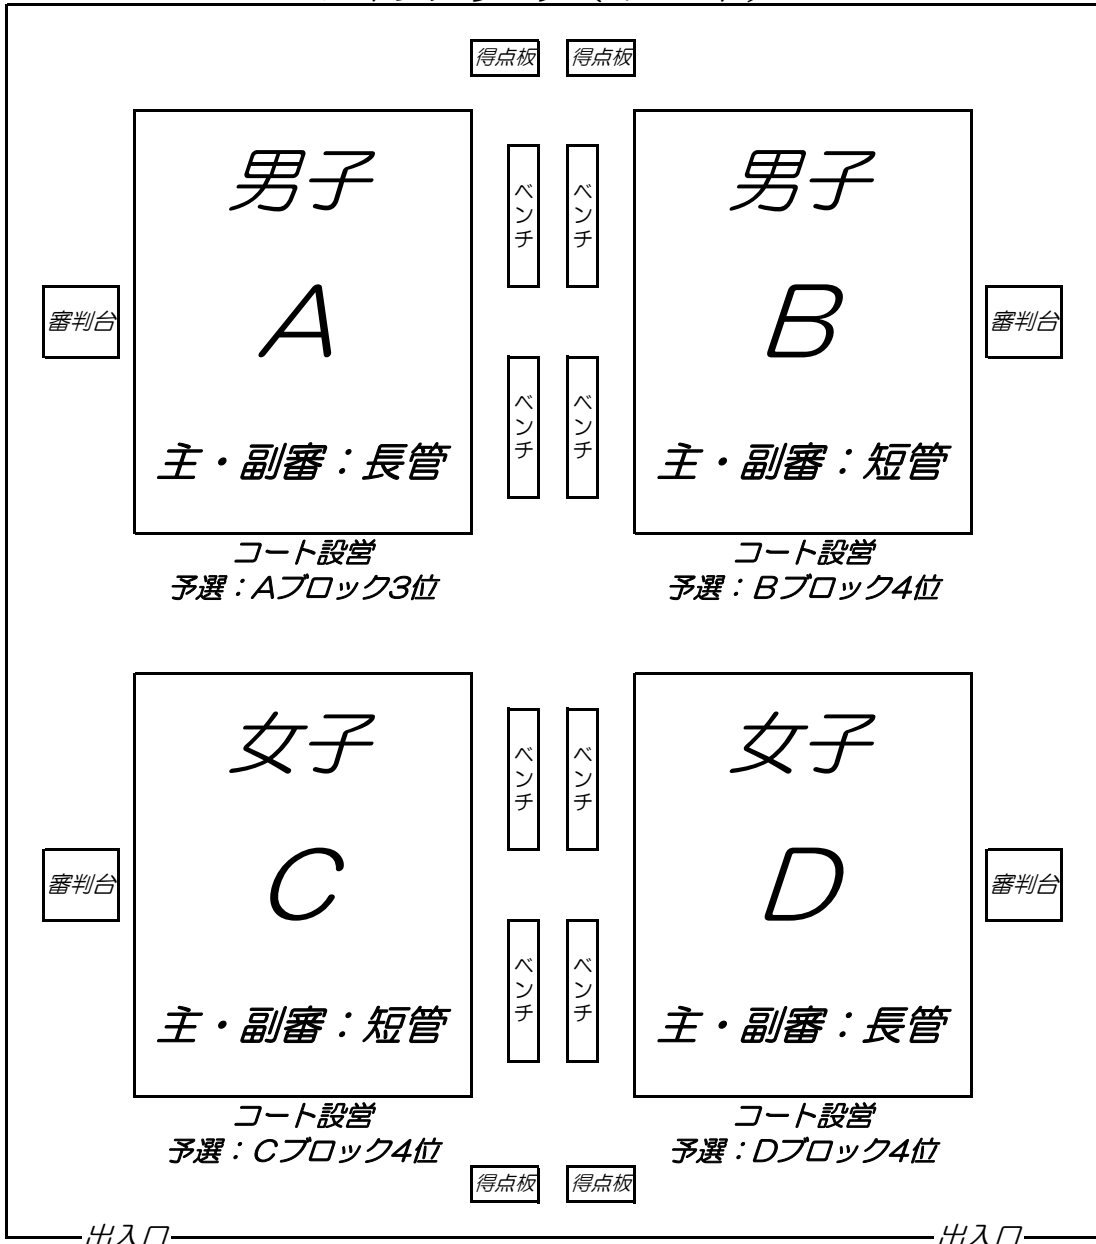 得点板 得点板
男子 男子
ベンチ ベンチ
A B
審判台 審判台
ベンチ ベンチ
主・副審：長管 主・副審：短管
コート設営 コート設営
予選：Aブロック3位 予選：Bブロック4位
女子 女子
ベンチ ベンチ
C D
審判台 審判台
ベンチ ベンチ
主・副審：短管 主・副審：長管
コート設営 コート設営
予選：Cブロック4位 予選：Dブロック4位
得点板 得点板
出入口 出入口